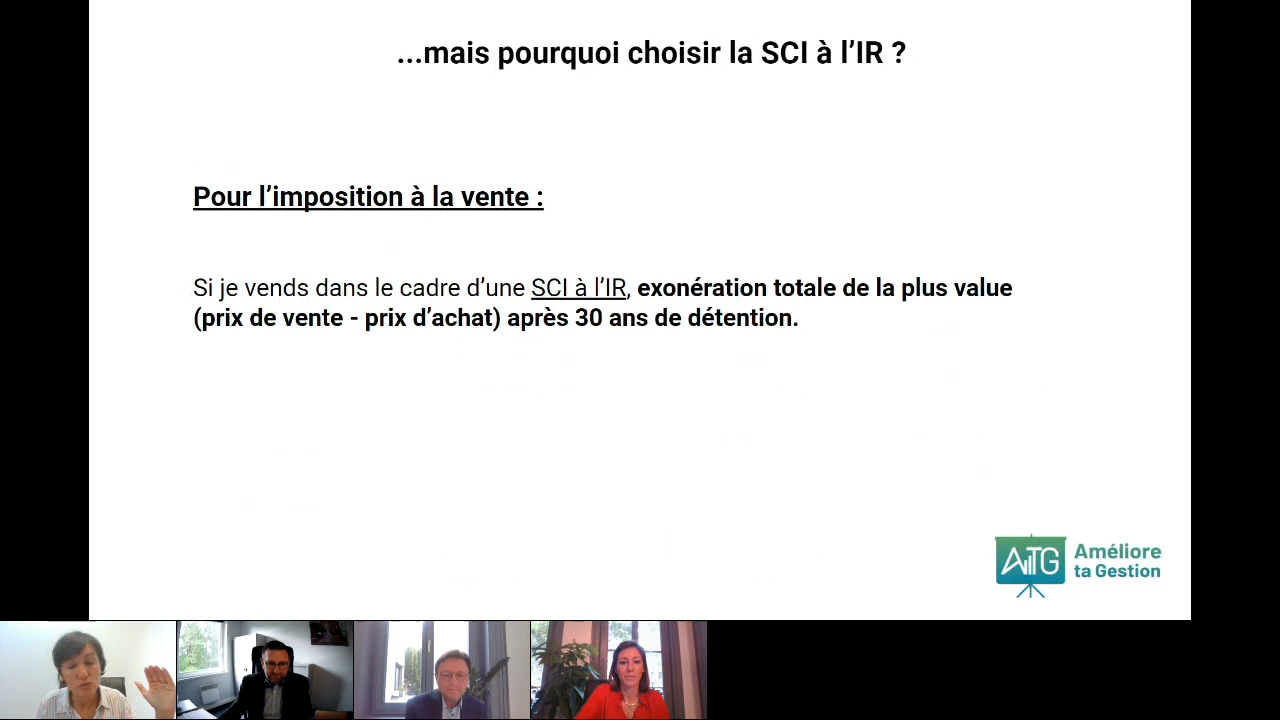 ...mais pourquoi choisir la SCI à l’IR ?
Pour l’imposition à la vente :
Si je vends dans le cadre d’une SCI à l’IR, exonération totale de la plus value
(prix de vente - prix d’achat) après 30 ans de détention.
ATG
Améliore
ta Gestion